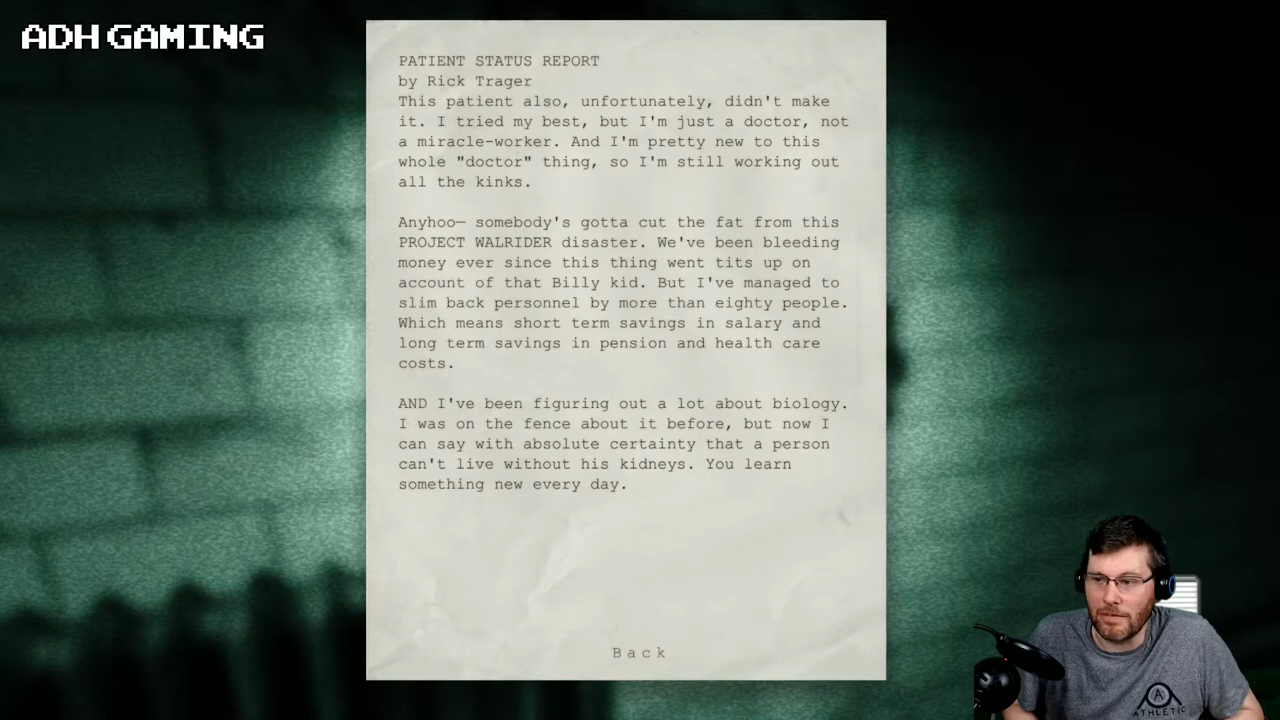 ADH GAMING
PATIENT STATUS REPORT
by Rick Trager
This patient also, unfortunately, didn't make
it. I tried my best, but I'm just a doctor, not
a miracle-worker. And I'm pretty new to this
whole "doctor" thing, so I'm still working out
all the kinks.
Anyhoo— somebody's gotta cut the fat from this
PROJECT WALRIDER disaster. We've been bleeding
money ever since this thing went tits up on
account of that Billy kid. But I've managed to
slim back personnel by more than eighty people.
Which means short term savings in salary and
long term savings in pension and health care
costs.
AND I've been figuring out a lot about biology.
I was on the fence about it before, but now I
can say with absolute certainty that a person
can't live without his kidneys. You learn
something new every day.
Back
ATHLETIC